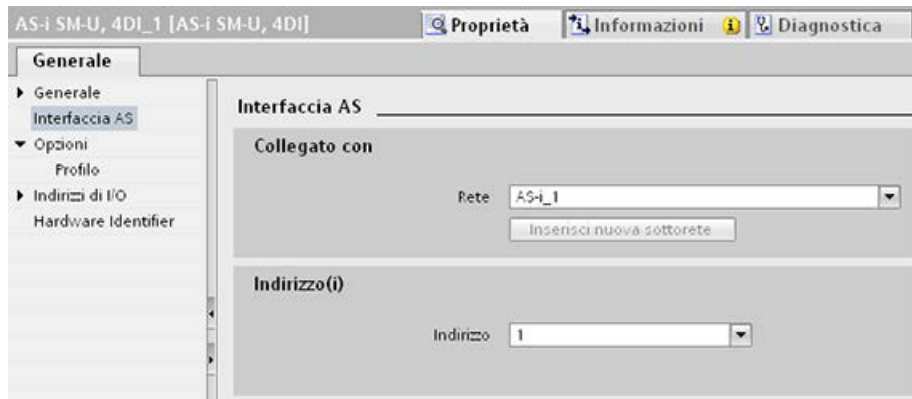 AS-i SM-U, 4DI_1 [AS-i SM-U, 4DI]
Proprietà
Informazioni
Diagnostica
Generale
Generale
Interfaccia AS
Opzioni
Profilo
Indirizzi di I/O
Hardware Identifier
Interfaccia AS
Collegato con
Rete
AS-i_1
Inserisci nuova sottorete
Indirizzo(i)
Indirizzo
1